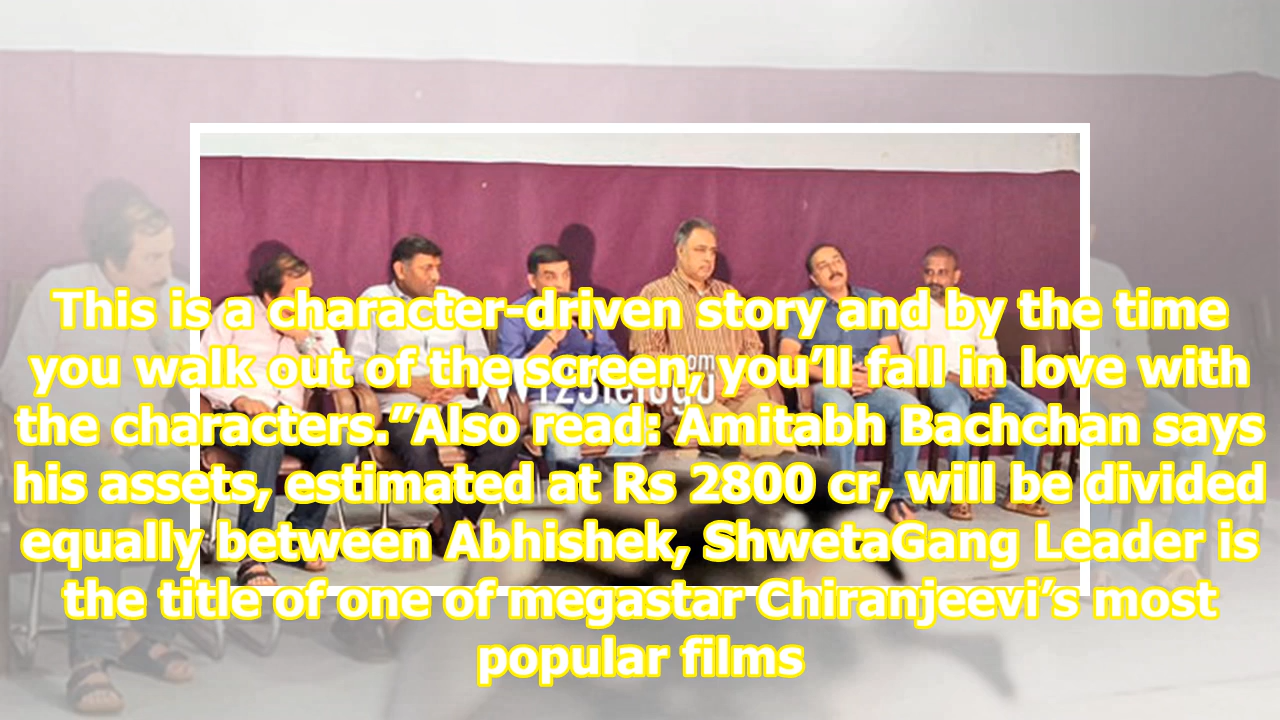 This is a character-driven story and by the time
you walk out of the screen, you’ll fall in love with
the characters.”Also read: Amitabh Bachchan says
his assets, estimated at Rs 2800 cr, will be divided
equally between Abhishek, ShwetaGang Leader is
the title of one of megastar Chiranjeevi’s most
popular films